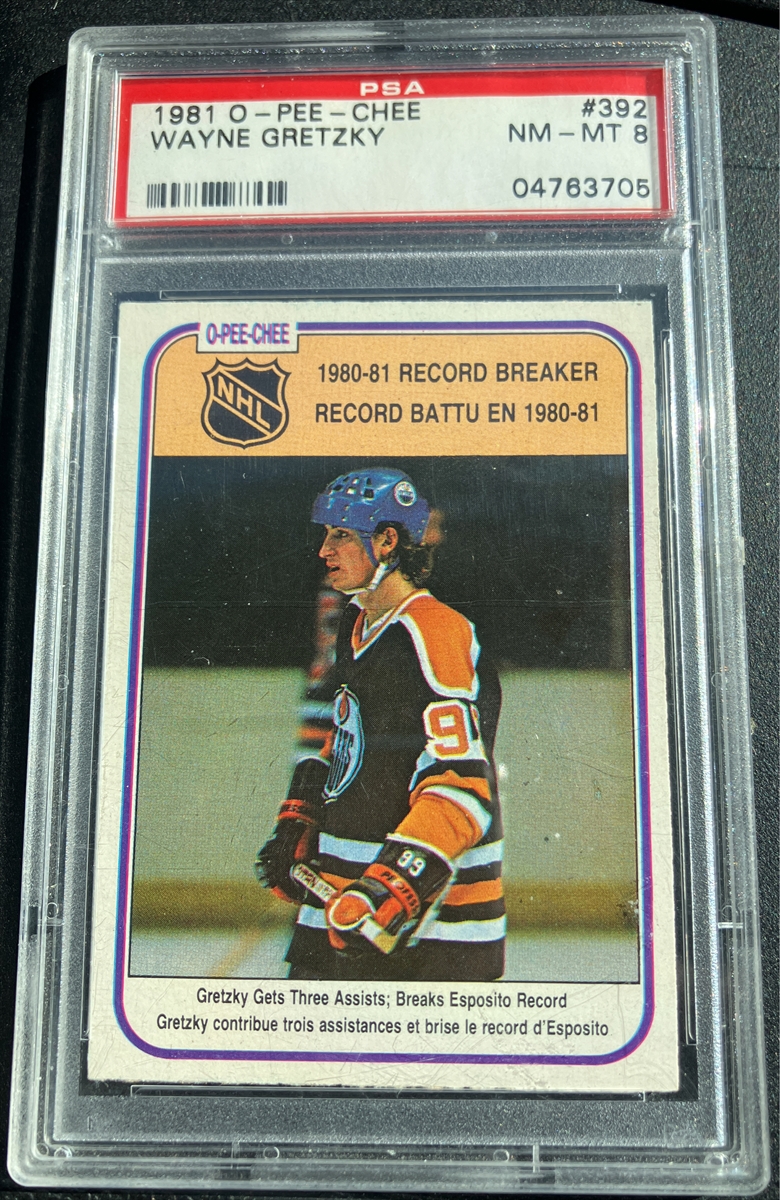 PSA
1981 O-PEE-CHEE #392
WAYNE GRETZKY NM-MT 8
04763705
O-PEE-CHEE
NHL
1980-81 RECORD BREAKER
RECORD BATTU EN 1980-81
9
99
Gretzky Gets Three Assists; Breaks Esposito Record
Gretzky contribue trois assistances et brise le record d'Esposito